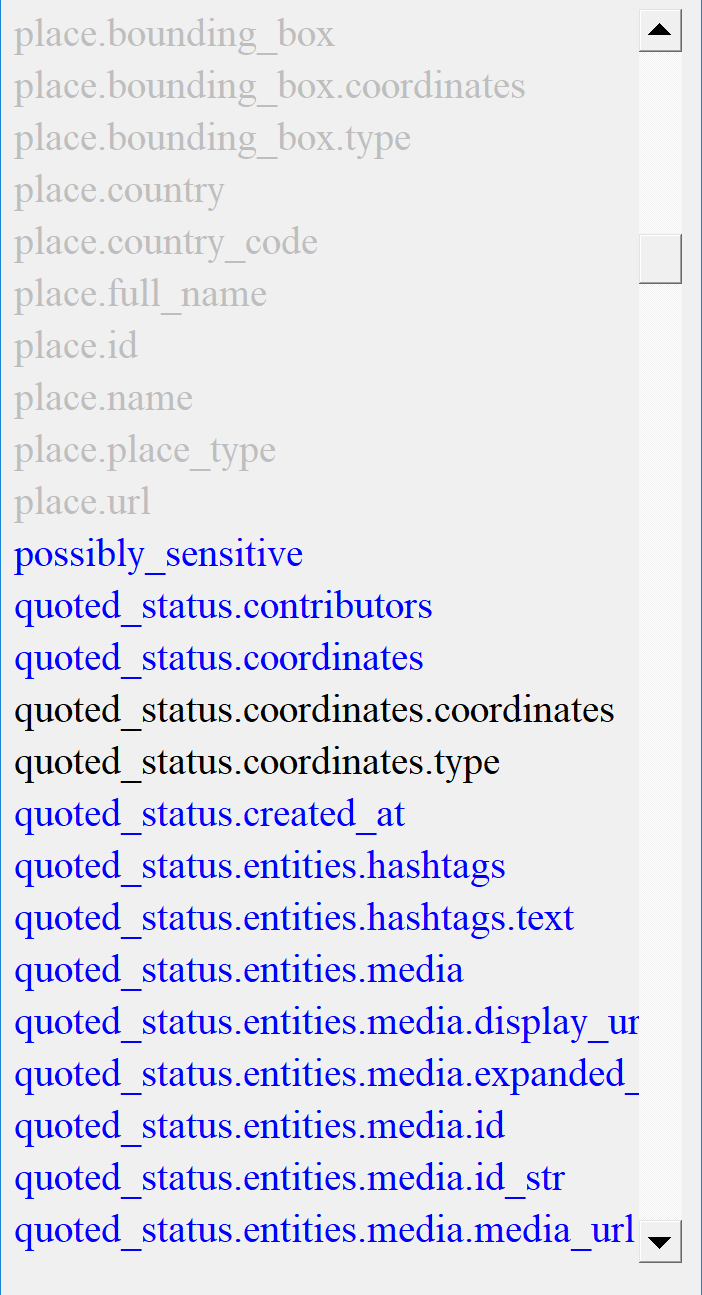 place.bounding_box
place.bounding_box.coordinates
place.bounding_box.type
place.country
place.country_code
place.full_name
place.id
place.name
place.place_type
place.url
possibly_sensitive
quoted_status.contributors
quoted_status.coordinates
quoted_status.coordinates.coordinates
quoted_status.coordinates.type
quoted_status.created_at
quoted_status.entities.hashtags
quoted_status.entities.hashtags.text
quoted_status.entities.media
quoted_status.entities.media.display_ur
quoted_status.entities.media.expanded_
quoted_status.entities.media.id
quoted_status.entities.media.id_str
quoted_status.entities.media.media_url